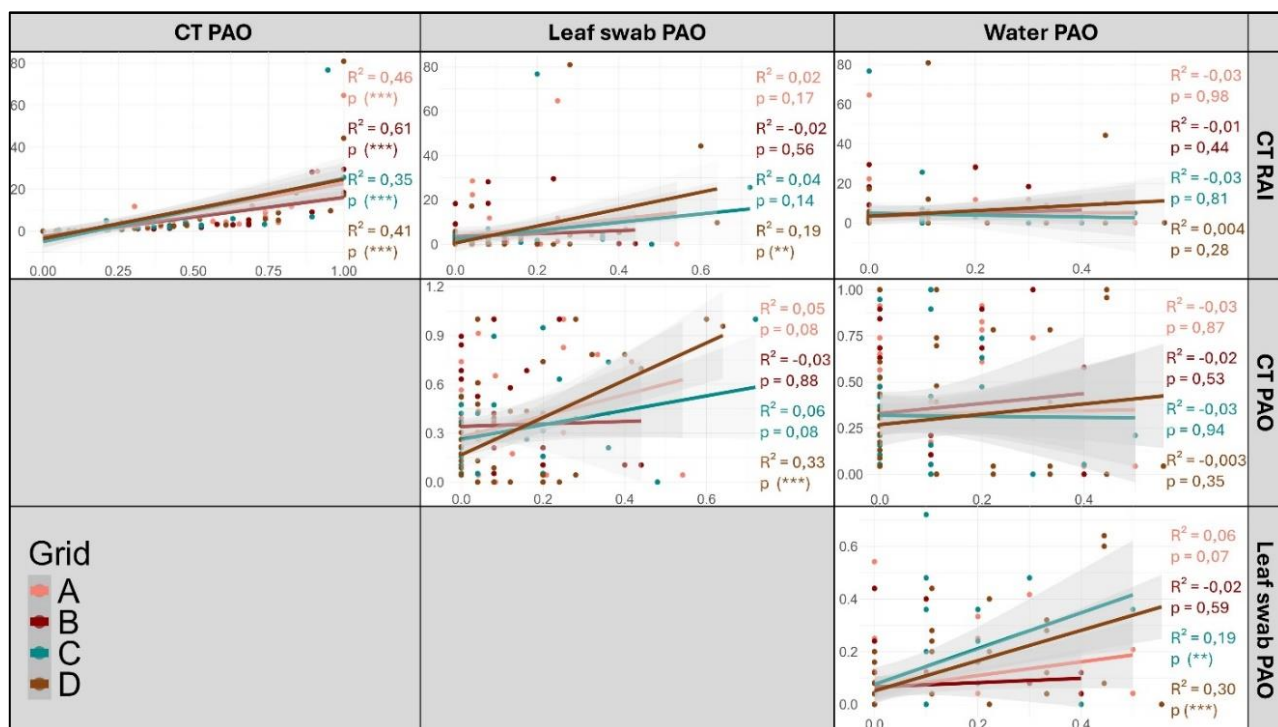 CT PAO
Leaf swab PAO
Water PAO
80
60
40
20
0
0.00
0.25
0.50
0.75
1.00
R² = 0,46
p (***)
R² = 0,61
p (***)
R² = 0,35
p (***)
R² = 0,41
p (***)
80
60
40
20
0
0.0
0.2
0.4
0.6
R² = 0,02
p = 0,17
R² = -0,02
p = 0,56
R² = 0,04
p = 0,14
R² = 0,19
p (**)
80
60
40
20
0
0.0
0.2
0.4
R² = -0,03
p = 0,98
R² = -0,01
p = 0,44
R² = -0,03
p = 0,81
R² = 0,004
p = 0,28
CT RAI
1.2
0.9
0.6
0.3
0.0
0.0
0.2
0.4
0.6
R² = 0,05
p = 0,08
R² = -0,03
p = 0,88
R² = 0,06
p = 0,08
R² = 0,33
p (***)
1.00
0.75
0.50
0.25
0.00
0.0
0.2
0.4
R² = -0,03
p = 0,87
R² = -0,02
p = 0,53
R² = -0,03
p = 0,94
R² = -0,003
p = 0,35
CT PAO
Grid
A
B
C
D
0.6
0.4
0.2
0.0
0.0
0.2
0.4
R² = 0,06
p = 0,07
R² = -0,02
p = 0,59
R² = 0,19
p (**)
R² = 0,30
p (***)
Leaf swab PAO